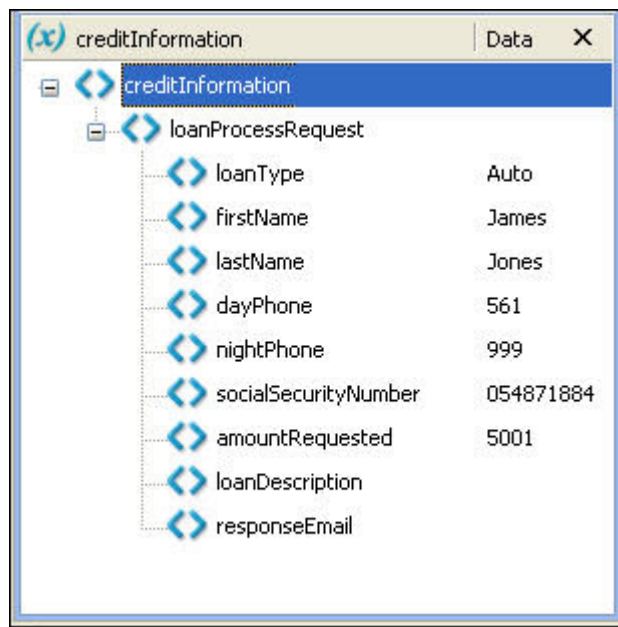 (x) creditInformation Data X
creditInformation
loanProcessRequest
loanType Auto
firstName James
lastName Jones
dayPhone 561
nightPhone 999
socialSecurityNumber 054871884
amountRequested 5001
loanDescription
responseEmail